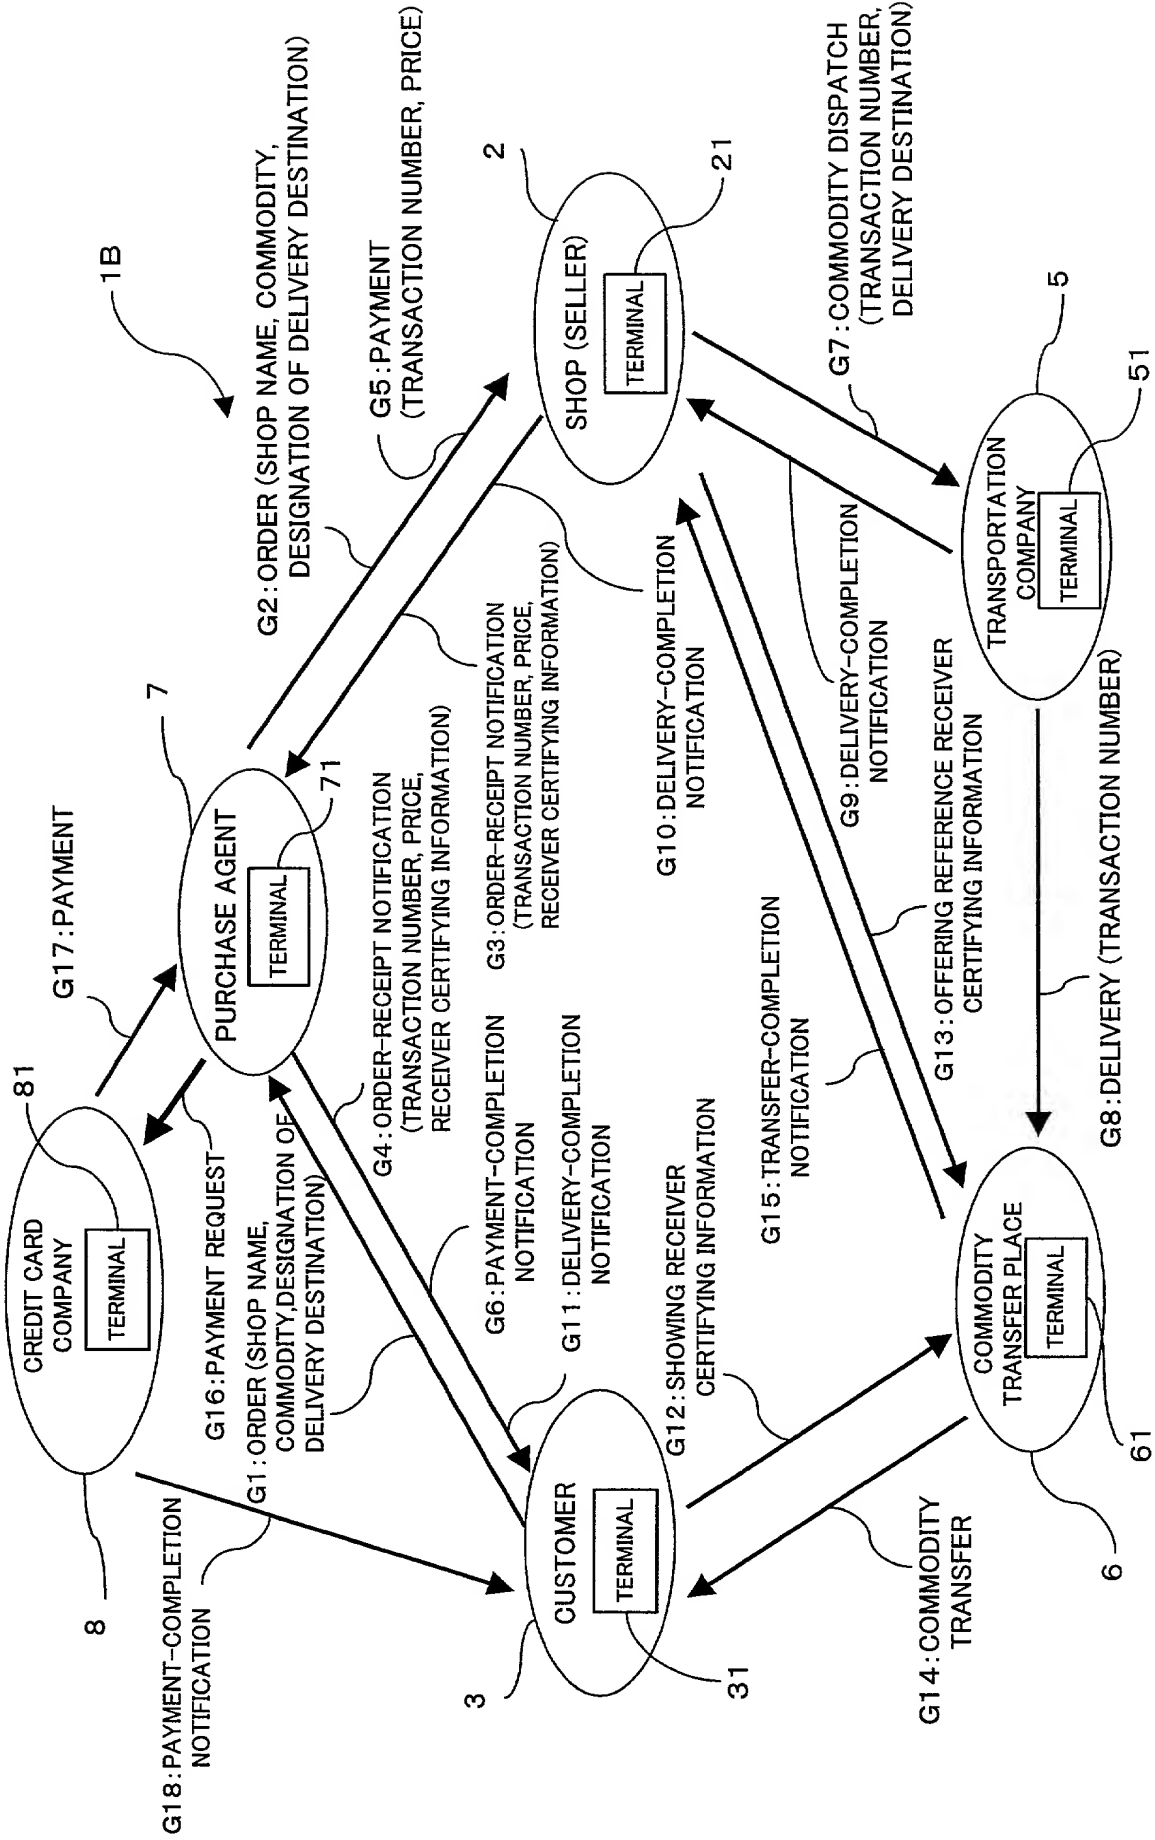 1B
G2:ORDER (SHOP NAME, COMMODITY,
DESIGNATION OF DELIVERY DESTINATION)
G5:PAYMENT
(TRANSACTION NUMBER, PRICE)
2
SHOP (SELLER)
TERMINAL
21
G7:COMMODITY DISPATCH
(TRANSACTION NUMBER,
DELIVERY DESTINATION)
5
TRANSPORTATION
COMPANY
TERMINAL
51
G17:PAYMENT
7
PURCHASE AGENT
TERMINAL
71
G4:ORDER-RECEIPT NOTIFICATION
(TRANSACTION NUMBER, PRICE,
RECEIVER CERTIFYING INFORMATION)
G3:ORDER-RECEIPT NOTIFICATION
(TRANSACTION NUMBER, PRICE,
RECEIVER CERTIFYING INFORMATION)
G10:DELIVERY-COMPLETION
NOTIFICATION
G9:DELIVERY-COMPLETION
NOTIFICATION
G13:OFFERING REFERENCE RECEIVER
CERTIFYING INFORMATION
G8:DELIVERY (TRANSACTION NUMBER)
81
CREDIT CARD
COMPANY
TERMINAL
8
G16:PAYMENT REQUEST
G1:ORDER (SHOP NAME,
COMMODITY,DESIGNATION OF
DELIVERY DESTINATION)
G6:PAYMENT-COMPLETION
NOTIFICATION
G11:DELIVERY-COMPLETION
NOTIFICATION
G12:SHOWING RECEIVER
CERTIFYING INFORMATION
G15:TRANSFER-COMPLETION
NOTIFICATION
COMMODITY
TRANSFER PLACE
TERMINAL
61
6
G18:PAYMENT-COMPLETION
NOTIFICATION
3
CUSTOMER
TERMINAL
31
G14:COMMODITY
TRANSFER